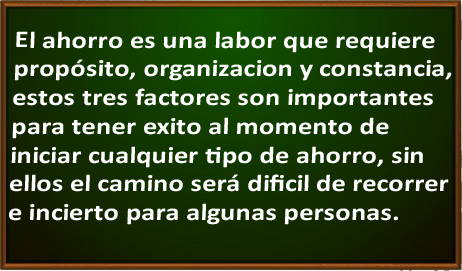 El ahorro es una labor que requiere
propósito, organizacion y constancia,
estos tres factores son importantes
para tener exito al momento de
iniciar cualquier tipo de ahorro, sin
ellos el camino será dificil de recorrer
e incierto para algunas personas.